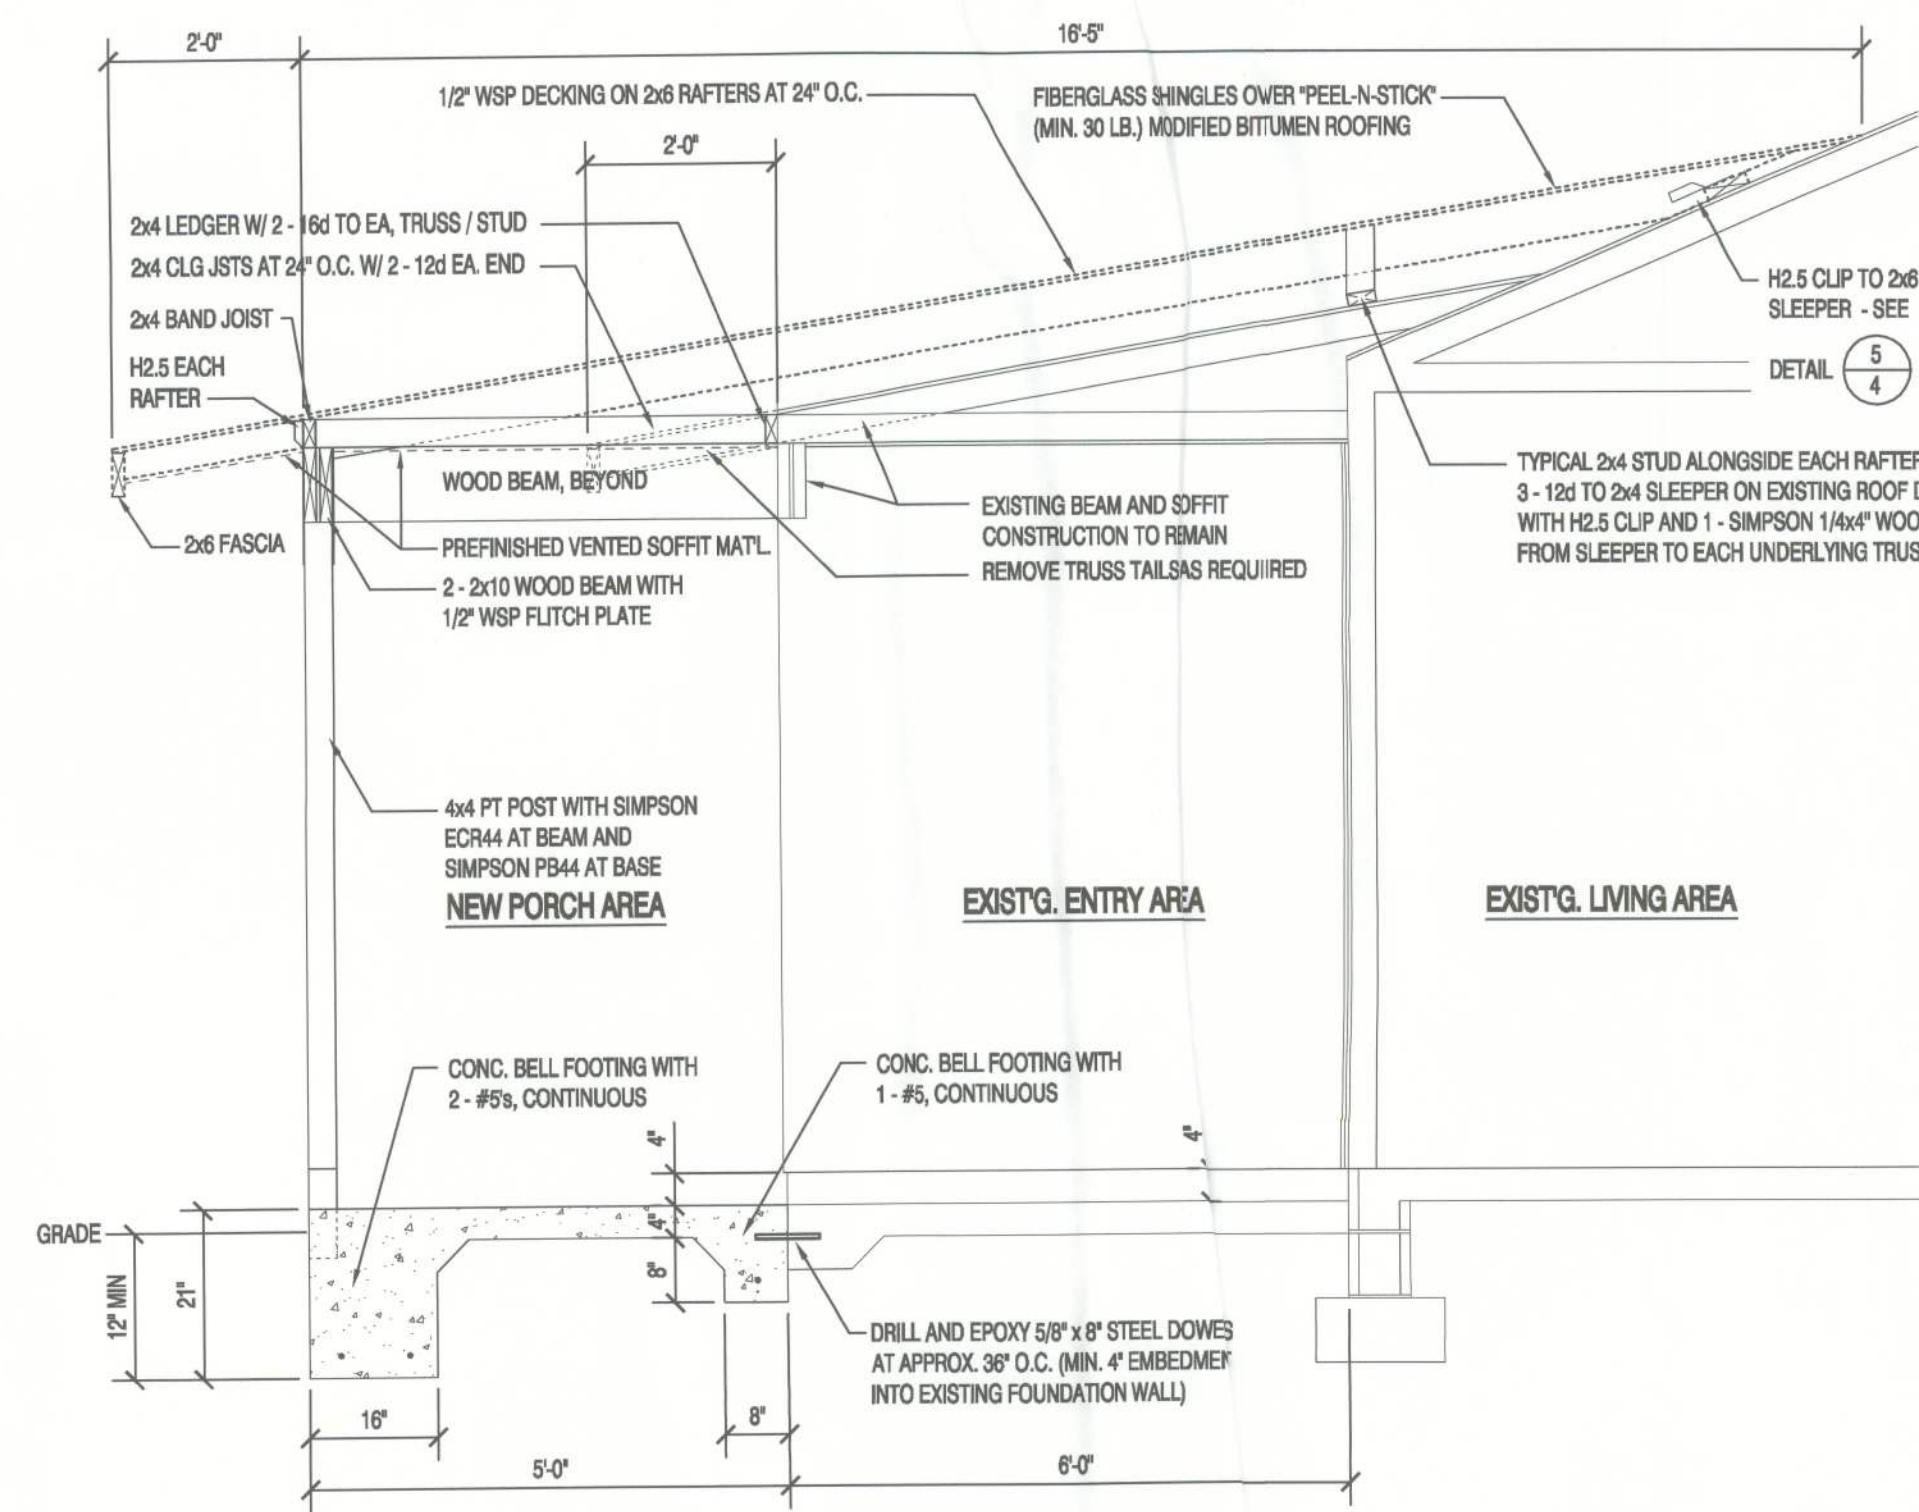 2'-0"
16'-5"
1/2" WSP DECKING ON 2x6 RAFTERS AT 24" O.C.
FIBERGLASS SHINGLES OVER "PEEL-N-STICK"
(MIN. 30 LB.) MODIFIED BITTUMEN ROOFING
2'-0"
2x4 LEDGER W/ 2 - 16d TO EA, TRUSS / STUD
2x4 CLG JSTS AT 24" O.C. W/ 2 - 12d EA. END
2x4 BAND JOIST
H2.5 EACH
RAFTER
H2.5 CLIP TO 2x6
SLEEPER - SEE
DETAIL 5
4
WOOD BEAM, BEYOND
2x6 FASCIA
PREFINISHED VENTED SOFFIT MAT'L.
2 - 2x10 WOOD BEAM WITH
1/2" WSP FLITCH PLATE
EXISTING BEAM AND SOFFIT
CONSTRUCTION TO REMAIN
REMOVE TRUSS TAILSAS REQUIIRED
TYPICAL 2x4 STUD ALONGSIDE EACH RAFTER
3 - 12d TO 2x4 SLEEPER ON EXISTING ROOF D
WITH H2.5 CLIP AND 1 - SIMPSON 1/4x4" WOO
FROM SLEEPER TO EACH UNDERLYING TRUS
4x4 PT POST WITH SIMPSON
ECR44 AT BEAM AND
SIMPSON PB44 AT BASE
NEW PORCH AREA
EXIST'G. ENTRY AREA
EXIST'G. LIVING AREA
CONC. BELL FOOTING WITH
2 - #5's, CONTINUOUS
CONC. BELL FOOTING WITH
1 - #5, CONTINUOUS
4"
4"
4"
8"
GRADE
12" MIN
21"
DRILL AND EPOXY 5/8" x 8" STEEL DOWES
AT APPROX. 36" O.C. (MIN. 4" EMBEDMEN
INTO EXISTING FOUNDATION WALL)
16"
8"
5'-0"
6'-0"